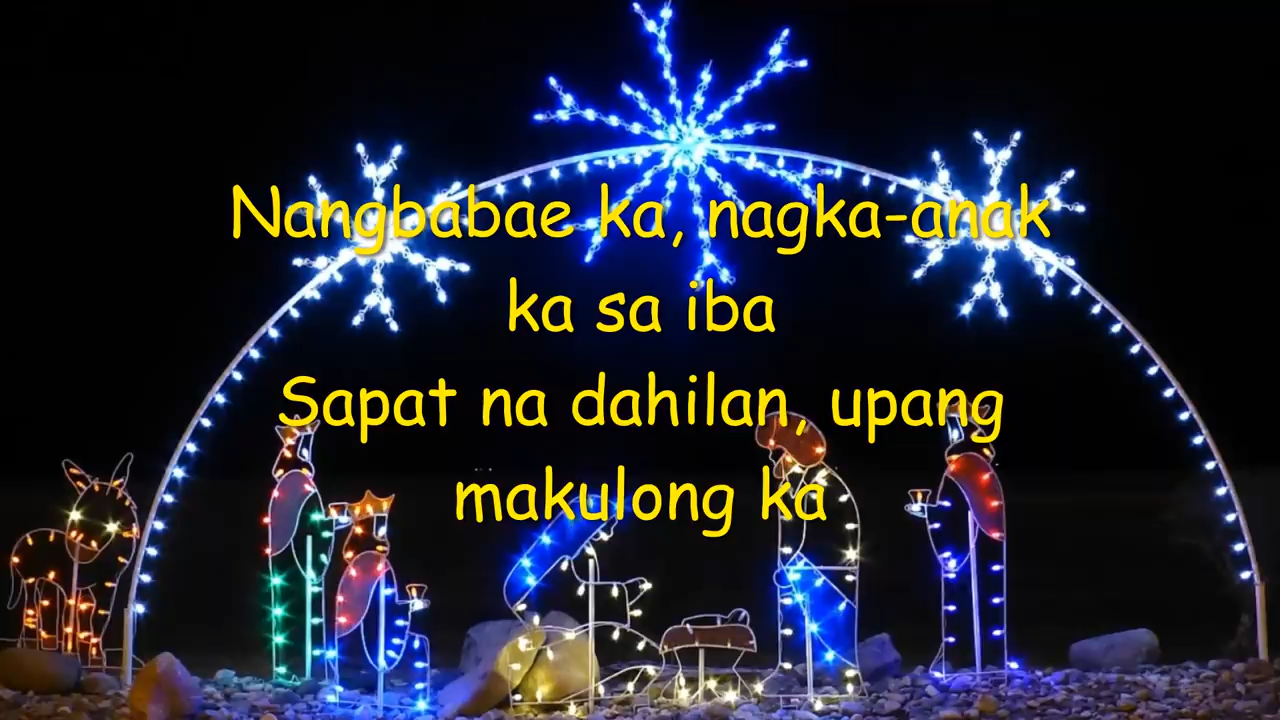 Nangbabae ka, nagka-anak
ka sa iba
Sapat na dahilan, upang
makulong ka